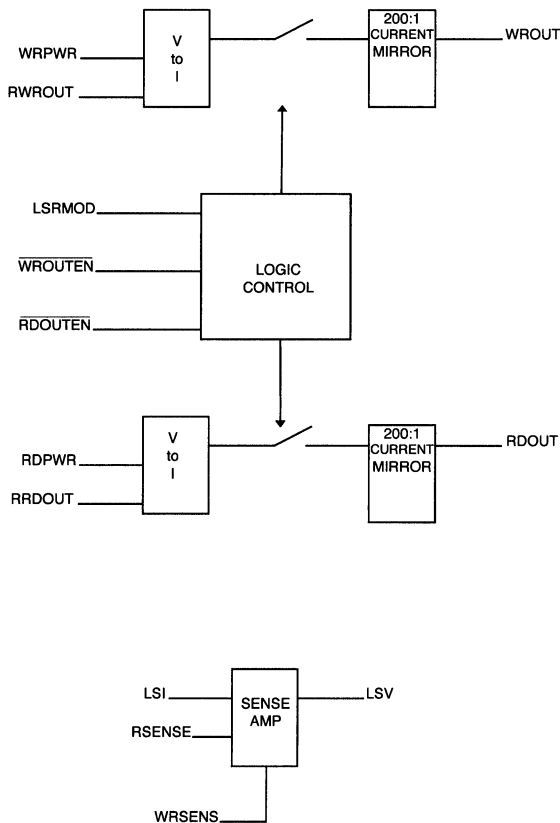 WRPWR
RWROUT
V
to
I
200:1
CURRENT
MIRROR
WROUT
LSRMOD
WROUTEN
RDOUTEN
LOGIC
CONTROL
RDPWR
RRDOUT
V
to
I
200:1
CURRENT
MIRROR
RDOUT
LSI
RSENSE
SENSE
AMP
LSV
WRSENS